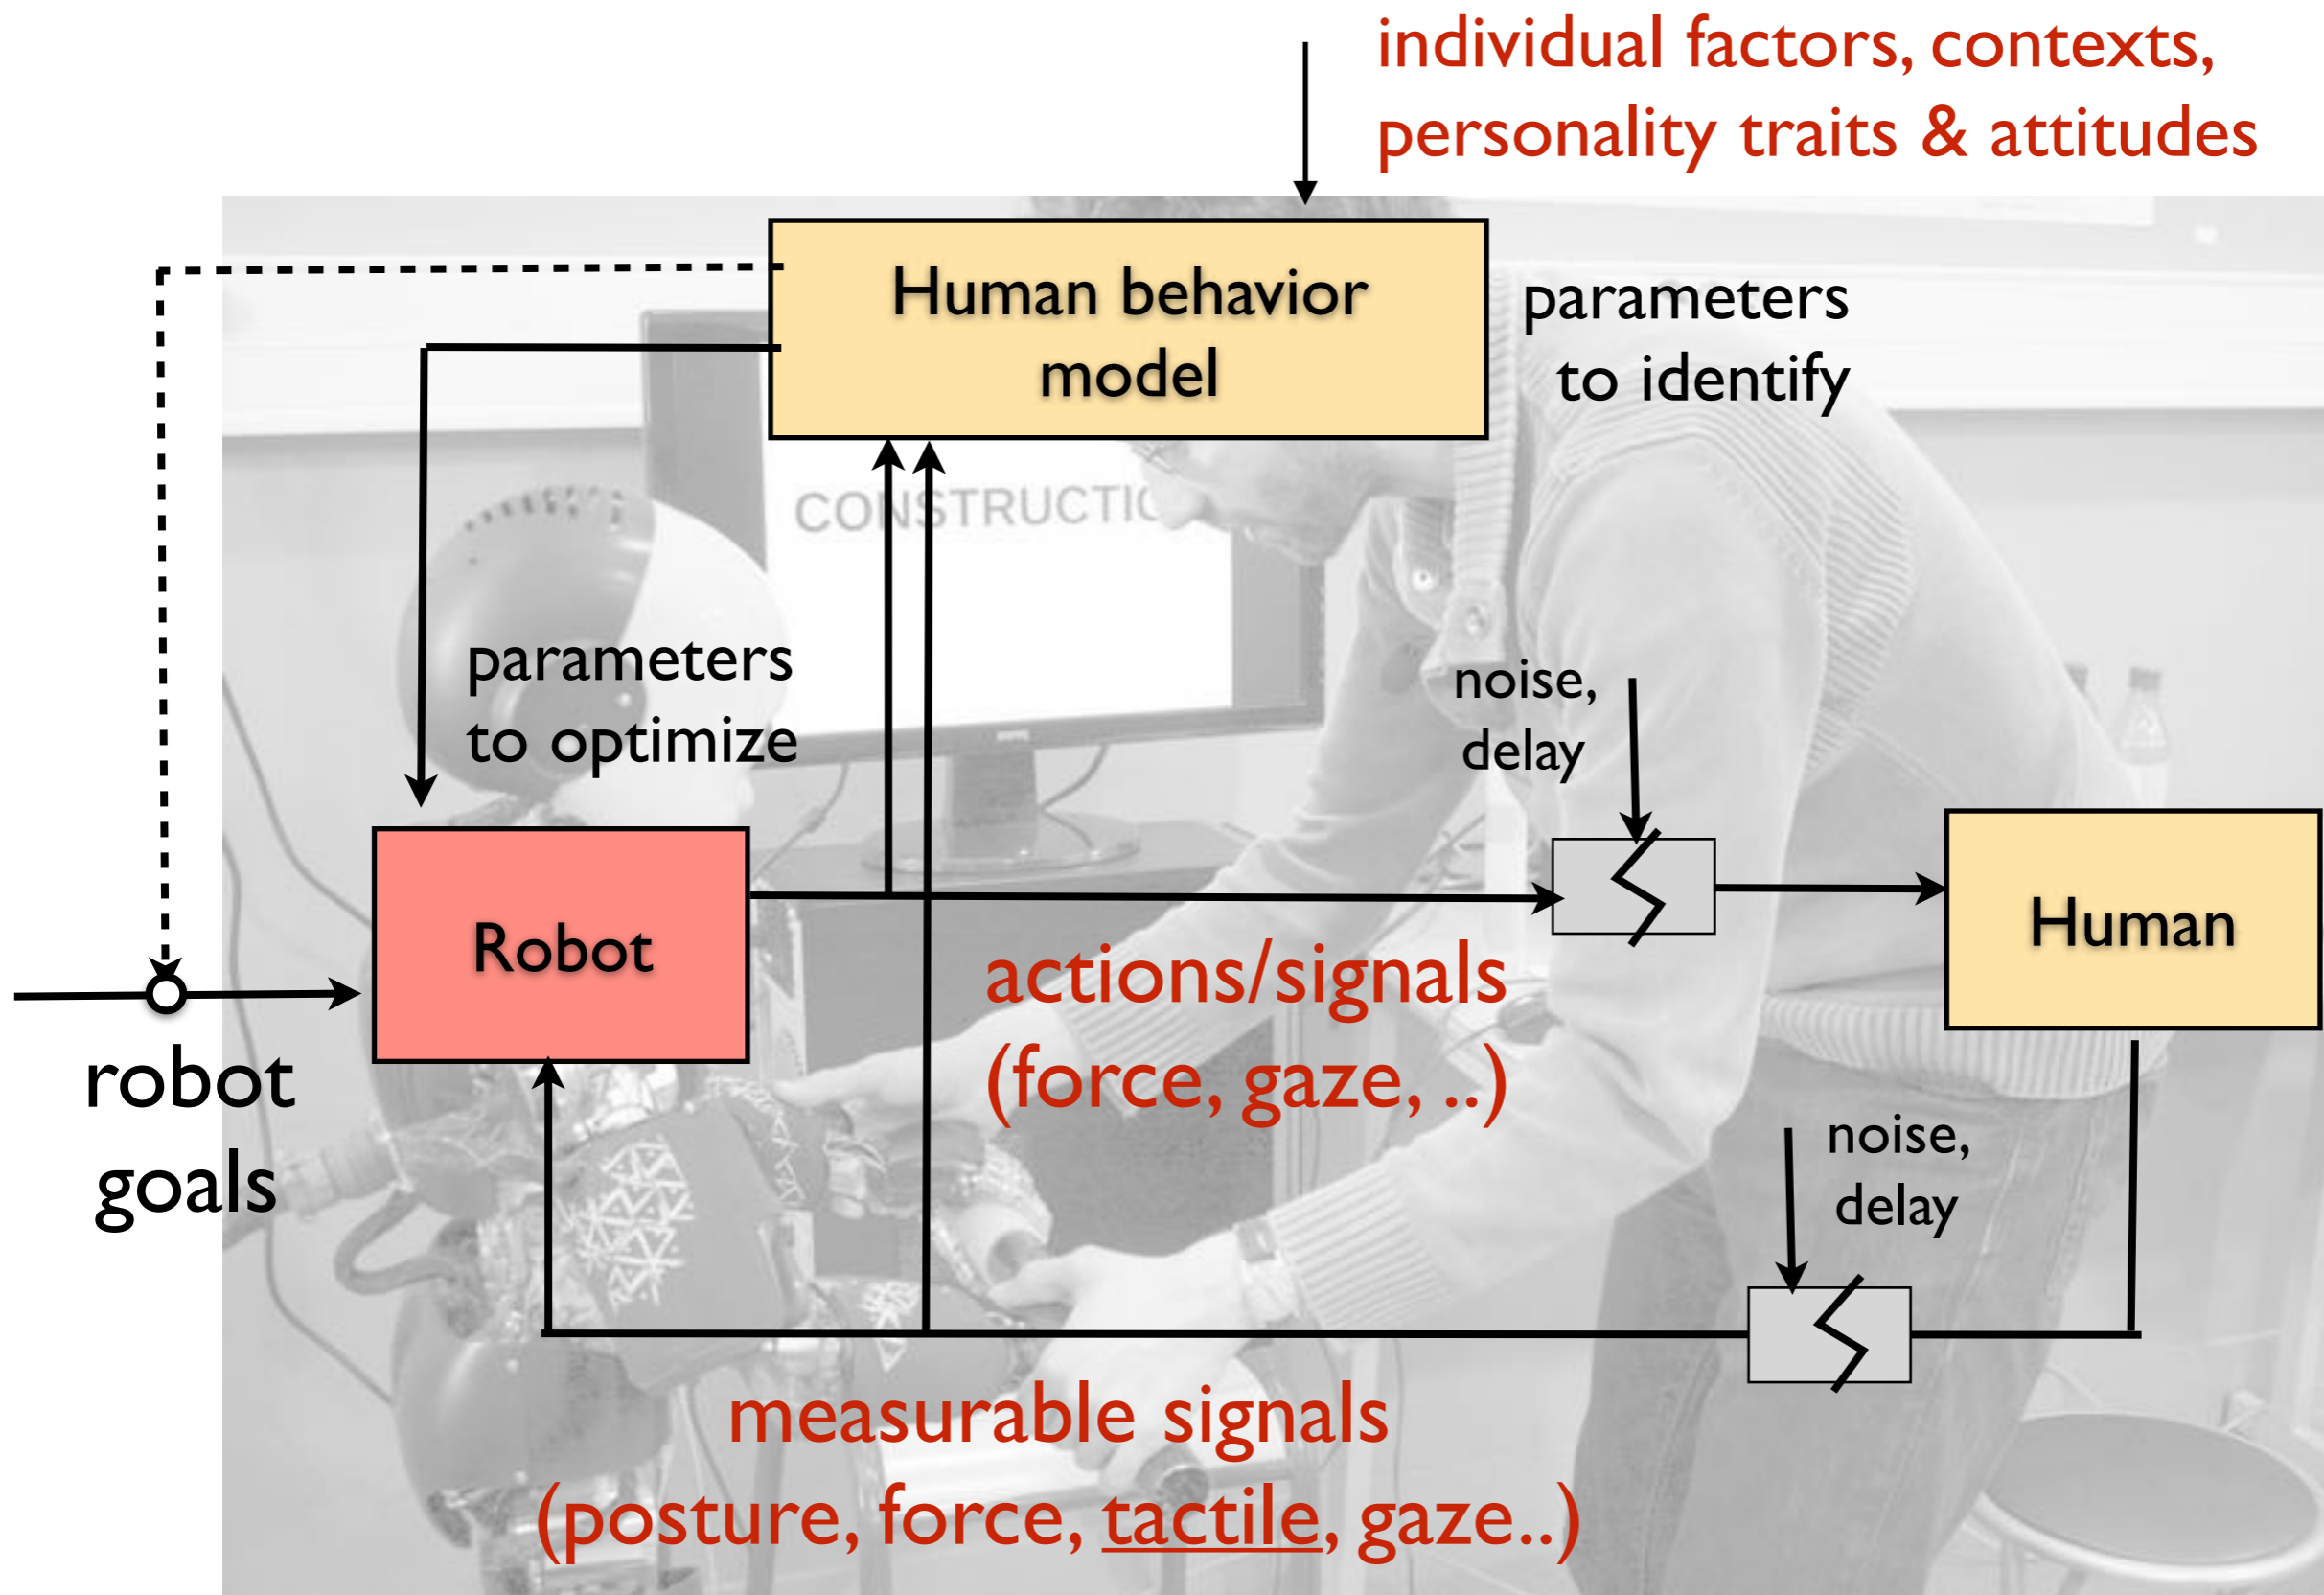 individual factors, contexts,
personality traits & attitudes
Human behavior
model
parameters
to identify
CONSTRUCTIO
parameters
to optimize
noise,
delay
Robot
Human
actions/signals
(force, gaze, ..)
robot
goals
noise,
delay
measurable signals
(posture, force, tactile, gaze..)